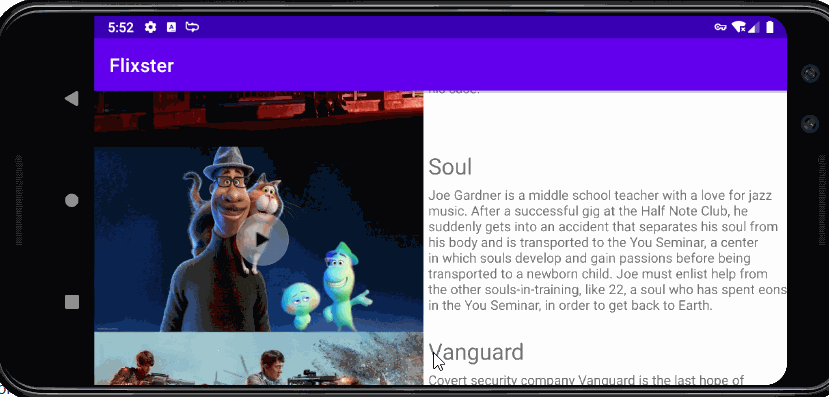 5:52
Flixster
his case.
Soul
Joe Gardner is a middle school teacher with a love for jazz
music. After a successful gig at the Half Note Club, he
suddenly gets into an accident that separates his soul from
his body and is transported to the You Seminar, a center
in which souls develop and gain passions before being
transported to a newborn child. Joe must enlist help from
the other souls-in-training, like 22, a soul who has spent eons
in the You Seminar, in order to get back to Earth.
Vanguard
Covert security company Vanguard is the last hope of